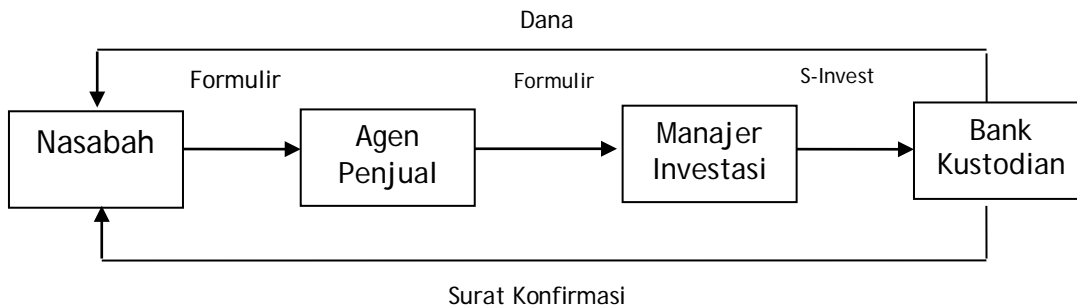 Dana
Formulir
Formulir
S-Invest
Nasabah
Agen
Penjual
Manajer
Investasi
Bank
Kustodian
Surat Konfirmasi